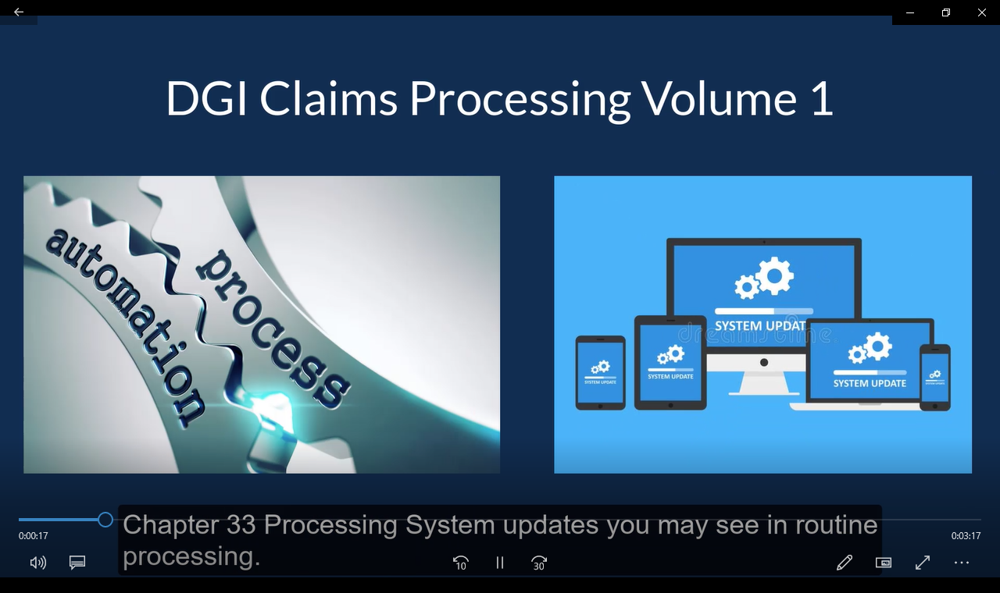 DGI Claims Processing Volume 1
automation
process
SYSTEM UPDAT
dreamstime
SYSTEM UPDATE
SYSTEM UPDATE
SYSTEM UPDATE
SYSTEM UPDATE
Chapter 33 Processing System updates you may see in routine
processing.
0:00:17
0:03:17
10
30